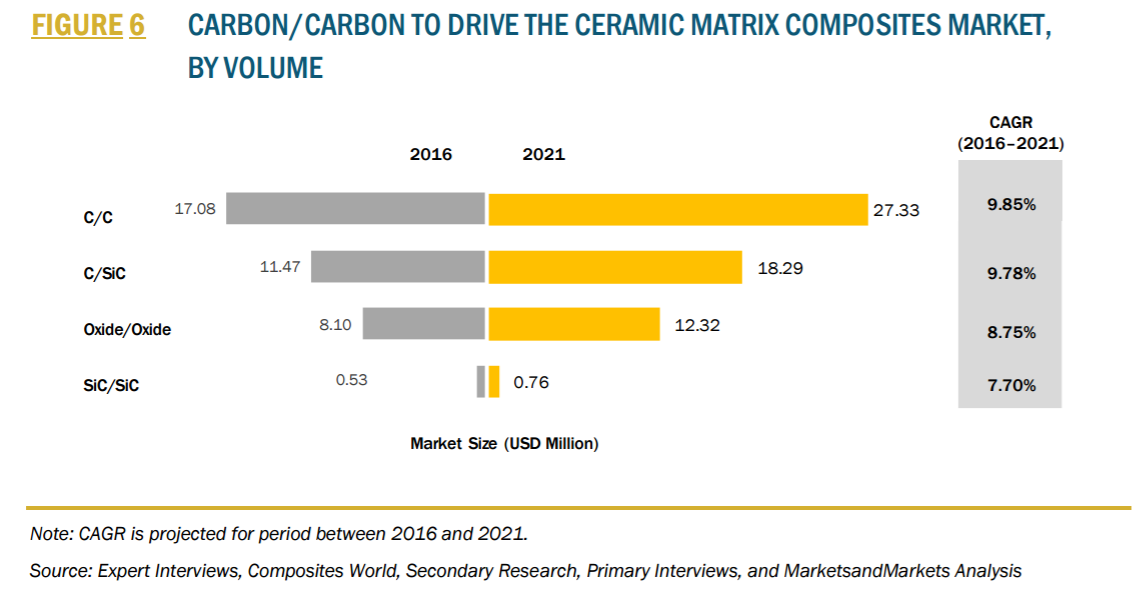 FIGURE 6 CARBON/CARBON TO DRIVE THE CERAMIC MATRIX COMPOSITES MARKET,
BY VOLUME
CAGR
(2016–2021)
2016 2021
C/C 17.08 27.33 9.85%
C/SiC 11.47 18.29 9.78%
Oxide/Oxide 8.10 12.32 8.75%
SiC/SiC 0.53 0.76 7.70%
Market Size (USD Million)
Note: CAGR is projected for period between 2016 and 2021.
Source: Expert Interviews, Composites World, Secondary Research, Primary Interviews, and MarketsandMarkets Analysis